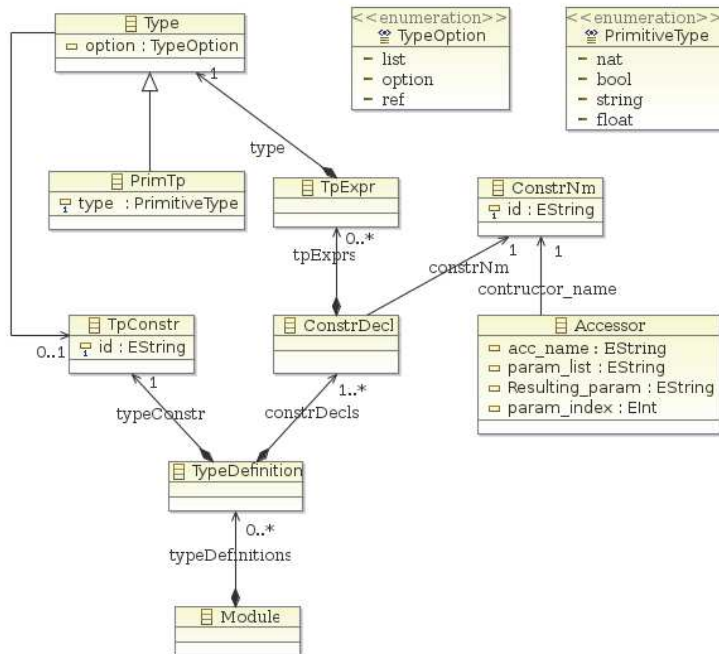 Type
option : TypeOption
<<enumeration>>
TypeOption
list
option
ref
<<enumeration>>
PrimitiveType
nat
bool
string
float
1
type
PrimTp
type : PrimitiveType
TpExpr
ConstrNm
id : EString
0..*
tpExprs
constrNm
1
1
contructor_name
TpConstr
id : EString
0..1
1
ConstrDecl
1..*
Accessor
acc_name : EString
param_list : EString
Resulting_param : EString
param_index : EInt
typeConstr
constrDecls
TypeDefinition
0..*
typeDefinitions
Module